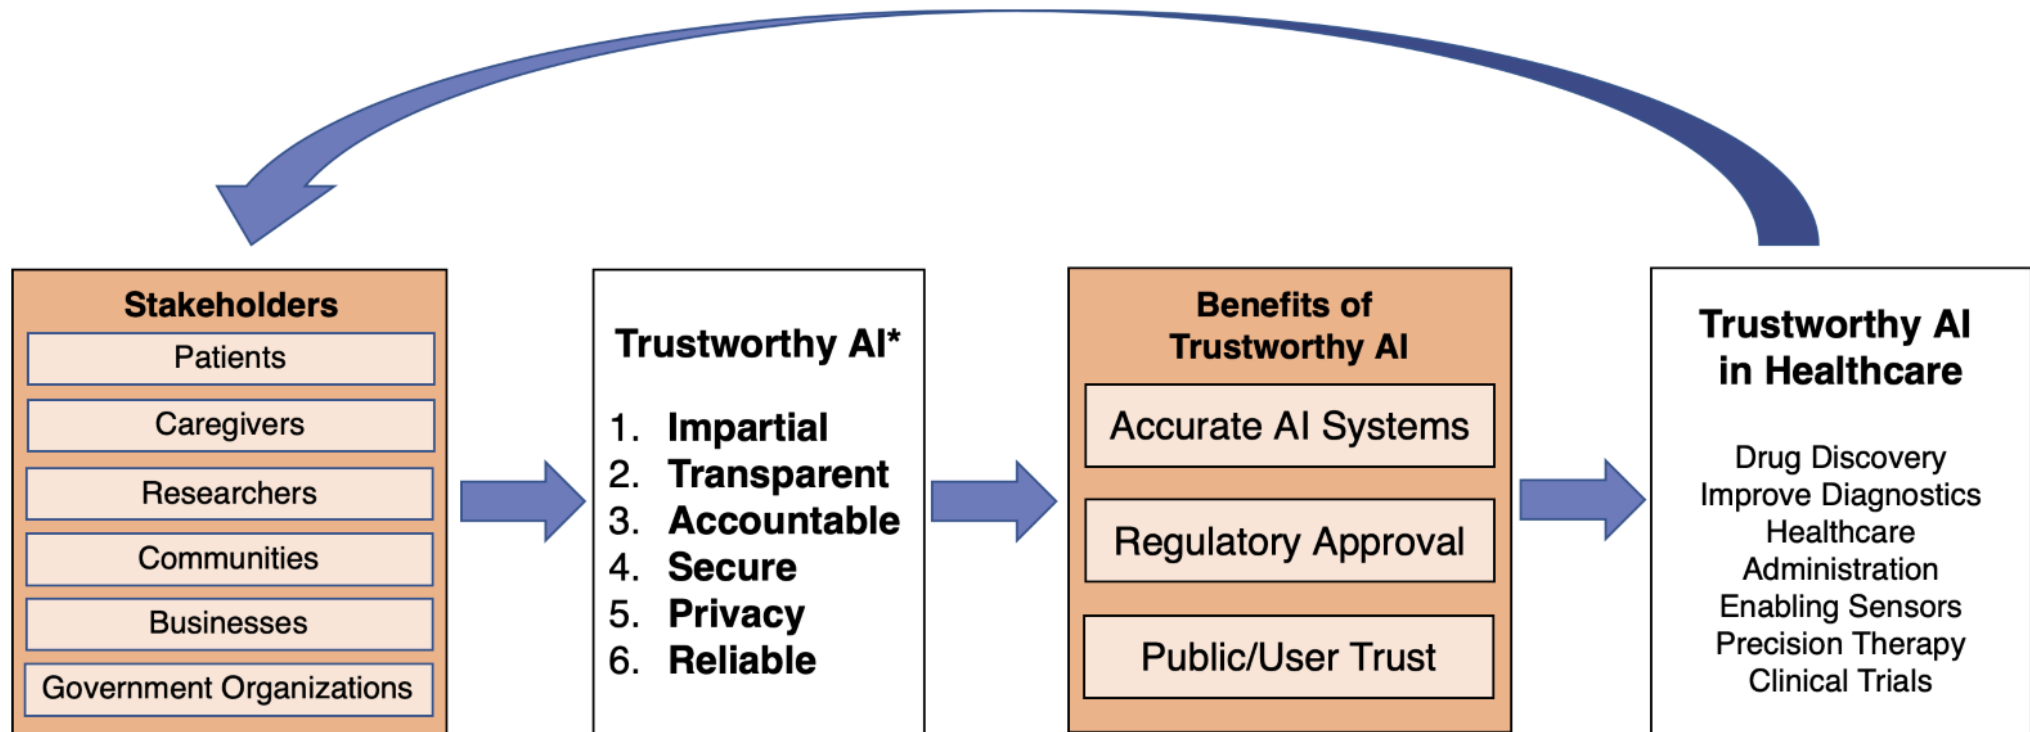 Stakeholders
Patients
Caregivers
Researchers
Communities
Businesses
Government Organizations
Trustworthy AI*
1. Impartial
2. Transparent
3. Accountable
4. Secure
5. Privacy
6. Reliable
Benefits of
Trustworthy AI
Accurate AI Systems
Regulatory Approval
Public/User Trust
Trustworthy AI
in Healthcare
Drug Discovery
Improve Diagnostics
Healthcare
Administration
Enabling Sensors
Precision Therapy
Clinical Trials